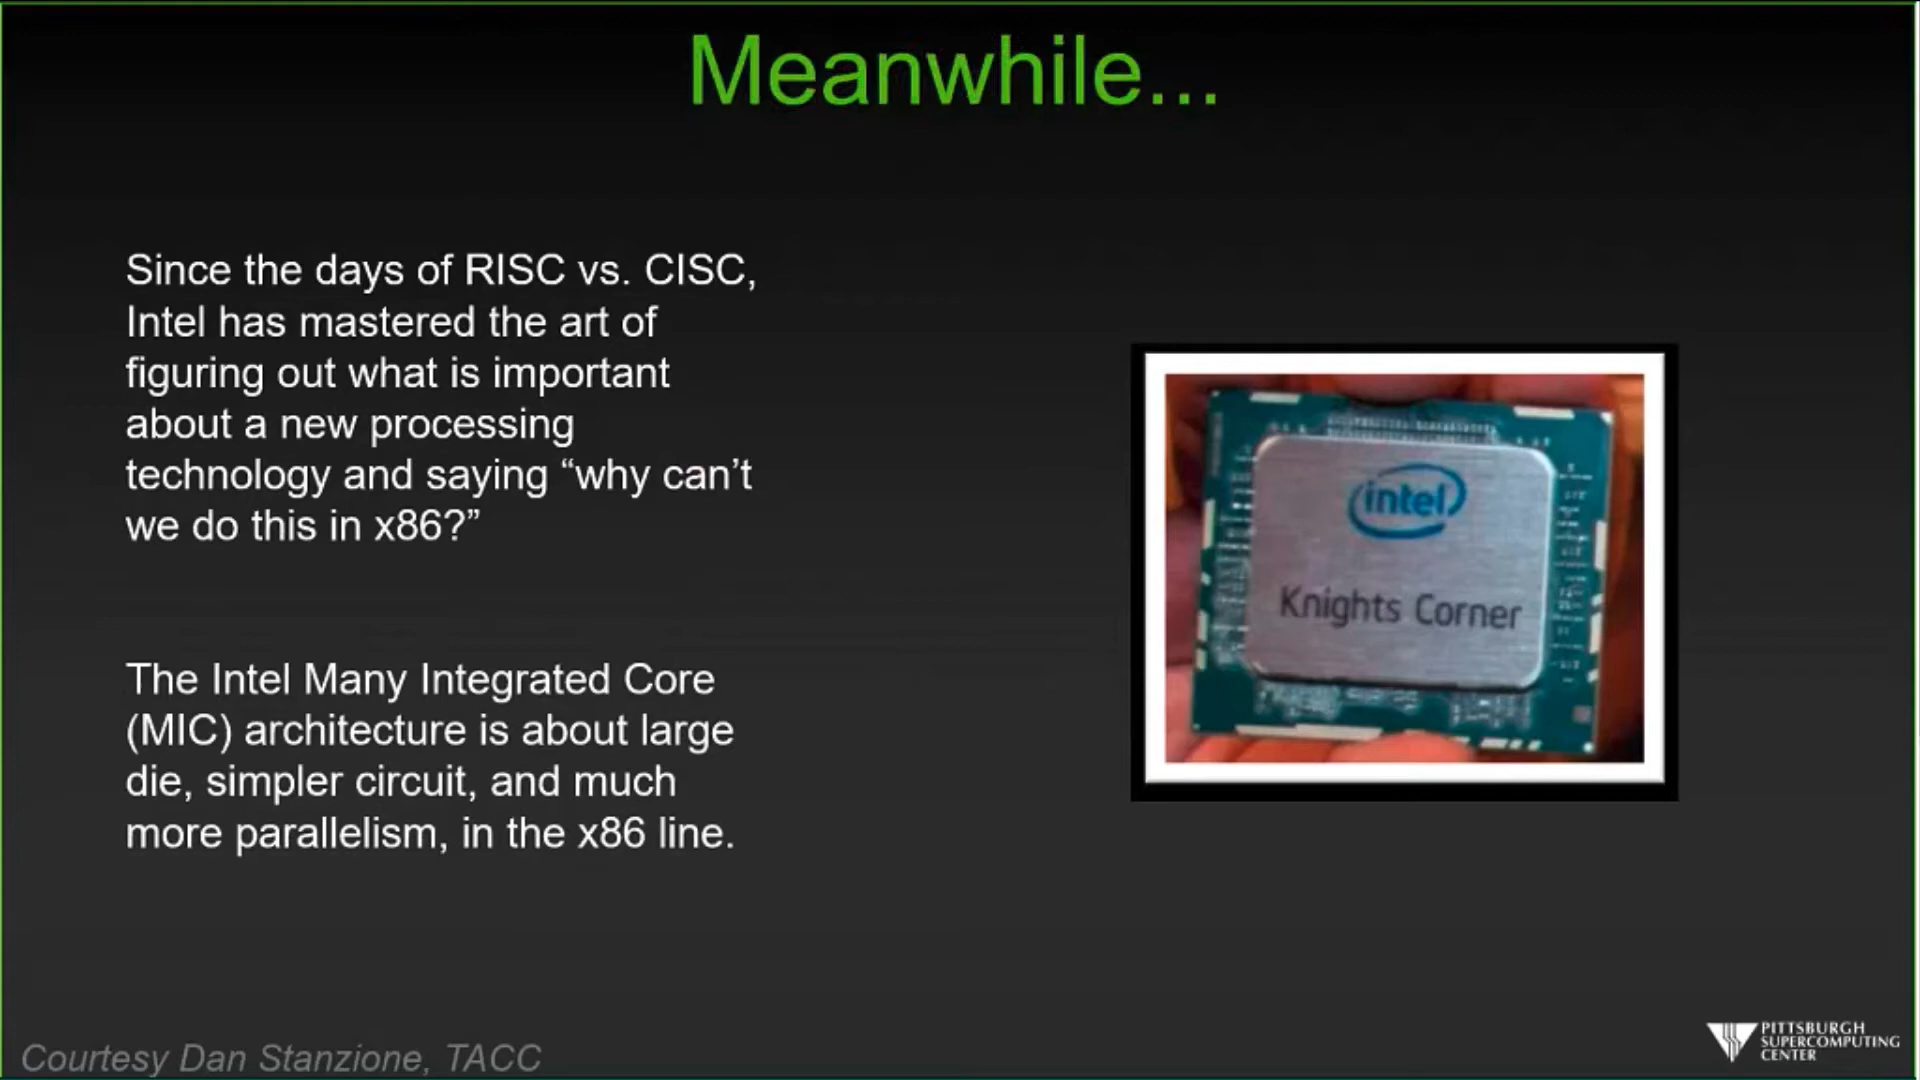 Meanwhile...
Since the days of RISC vs. CISC,
Intel has mastered the art of
figuring out what is important
about a new processing
technology and saying “why can’t
we do this in x86?”
The Intel Many Integrated Core
(MIC) architecture is about large
die, simpler circuit, and much
more parallelism, in the x86 line.
intel
Knights Corner
Courtesy Dan Stanzione, TACC
PITTSBURGH
SUPERCOMPUTING
CENTER